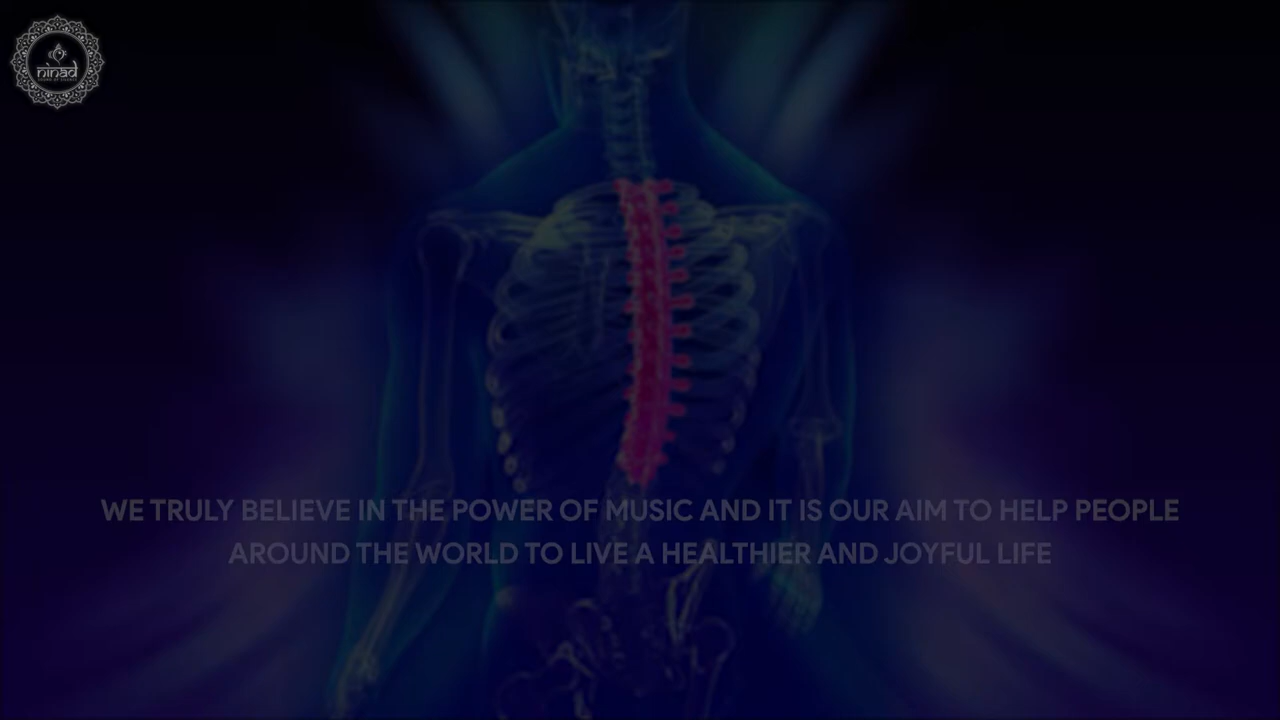 ninad
WE TRULY BELIEVE IN THE POWER OF MUSIC AND IT IS OUR AIM TO HELP PEOPLE
AROUND THE WORLD TO LIVE A HEALTHIER AND JOYFUL LIFE